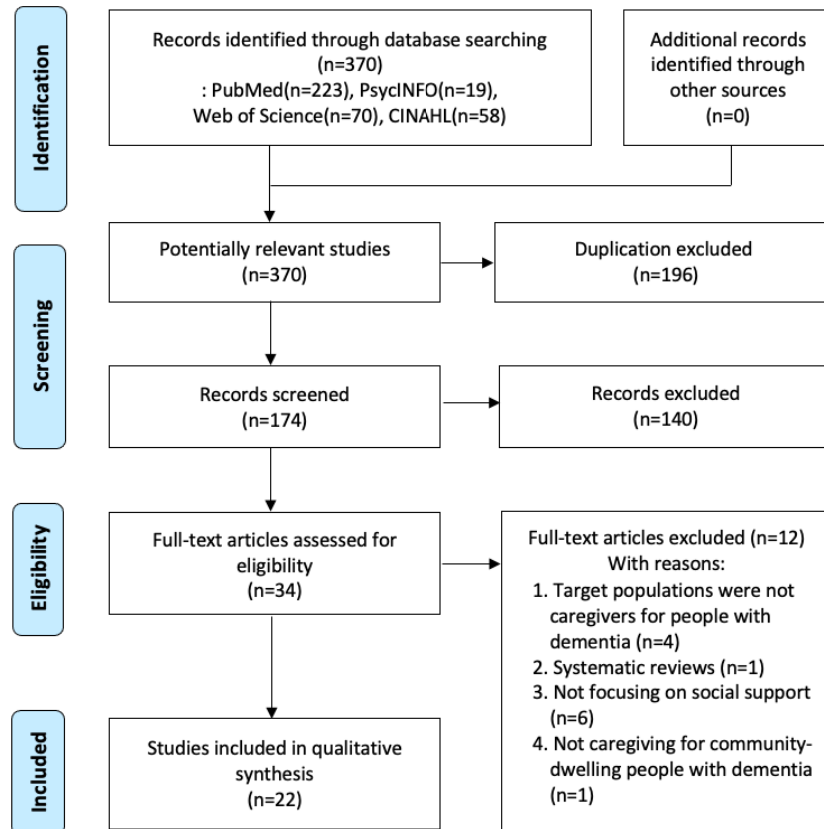 Identification
Records identified through database searching
(n=370)
: PubMed(n=223), PsycINFO(n=19),
Web of Science(n=70), CINAHL(n=58)
Additional records
identified through
other sources
(n=0)
Screening
Potentially relevant studies
(n=370)
Duplication excluded
(n=196)
Records screened
(n=174)
Records excluded
(n=140)
Eligibility
Full-text articles assessed for
eligibility
(n=34)
Full-text articles excluded (n=12)
With reasons:
1. Target populations were not
caregivers for people with
dementia (n=4)
2. Systematic reviews (n=1)
3. Not focusing on social support
(n=6)
4. Not caregiving for community-
dwelling people with dementia
(n=1)
Included
Studies included in qualitative
synthesis
(n=22)